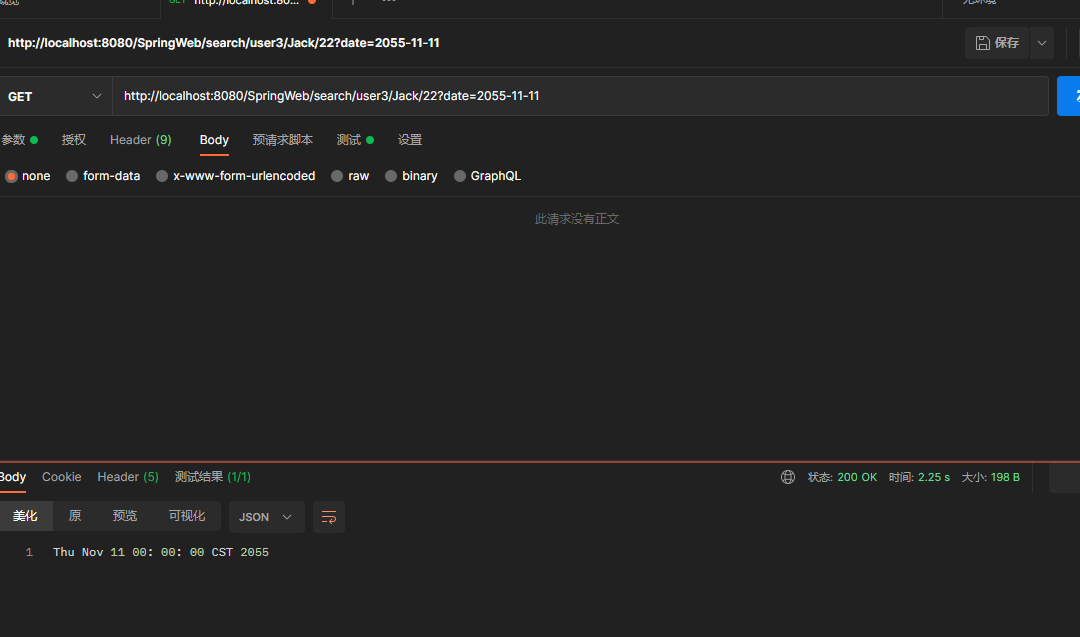 GET http://localhost:80...
http://localhost:8080/SpringWeb/search/user3/Jack/22?date=2055-11-11
保存
GET http://localhost:8080/SpringWeb/search/user3/Jack/22?date=2055-11-11
参数 授权 Header (9) Body 预请求脚本 测试 设置
none form-data x-www-form-urlencoded raw binary GraphQL
此请求没有正文
Body Cookie Header (5) 测试结果 (1/1) 状态: 200 OK 时间: 2.25 s 大小: 198 B
美化 原 预览 可视化 JSON
1 Thu Nov 11 00: 00: 00 CST 2055